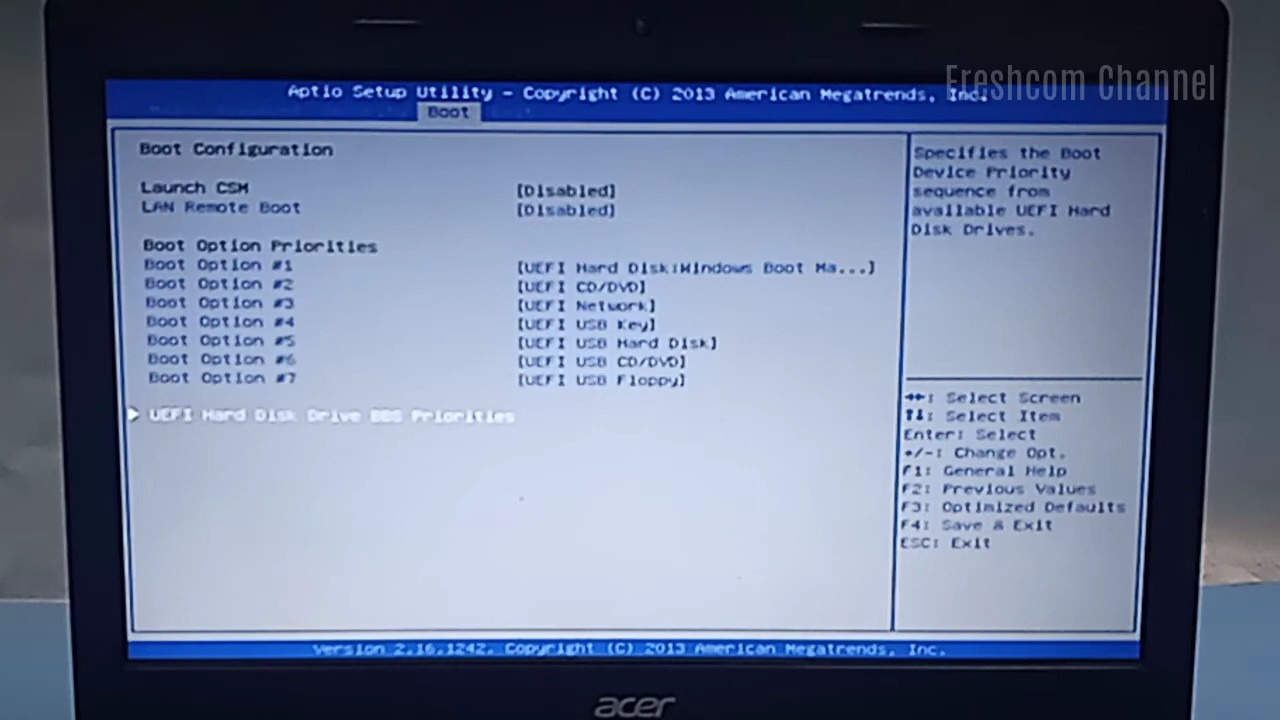 Freshcom Channel
Aptio Setup Utility - Copyright (C) 2013 American Megatrends, Inc.
Boot
Boot Configuration
Launch CSM [Disabled]
LAN Remote Boot [Disabled]
Boot Option Priorities
Boot Option #1 [UEFI Hard Disk:Windows Boot Ma...]
Boot Option #2 [UEFI CD/DVD]
Boot Option #3 [UEFI Network]
Boot Option #4 [UEFI USB Key]
Boot Option #5 [UEFI USB Hard Disk]
Boot Option #6 [UEFI USB CD/DVD]
Boot Option #7 [UEFI USB Floppy]
UEFI Hard Disk Drive BBS Priorities
Specifies the Boot
Device Priority
sequence from
available UEFI Hard
Disk Drives.
→←: Select Screen
↑↓: Select Item
Enter: Select
+/-: Change Opt.
F1: General Help
F2: Previous Values
F3: Optimized Defaults
F4: Save & Exit
ESC: Exit
Version 2.16.1242. Copyright (C) 2013 American Megatrends, Inc.
acer